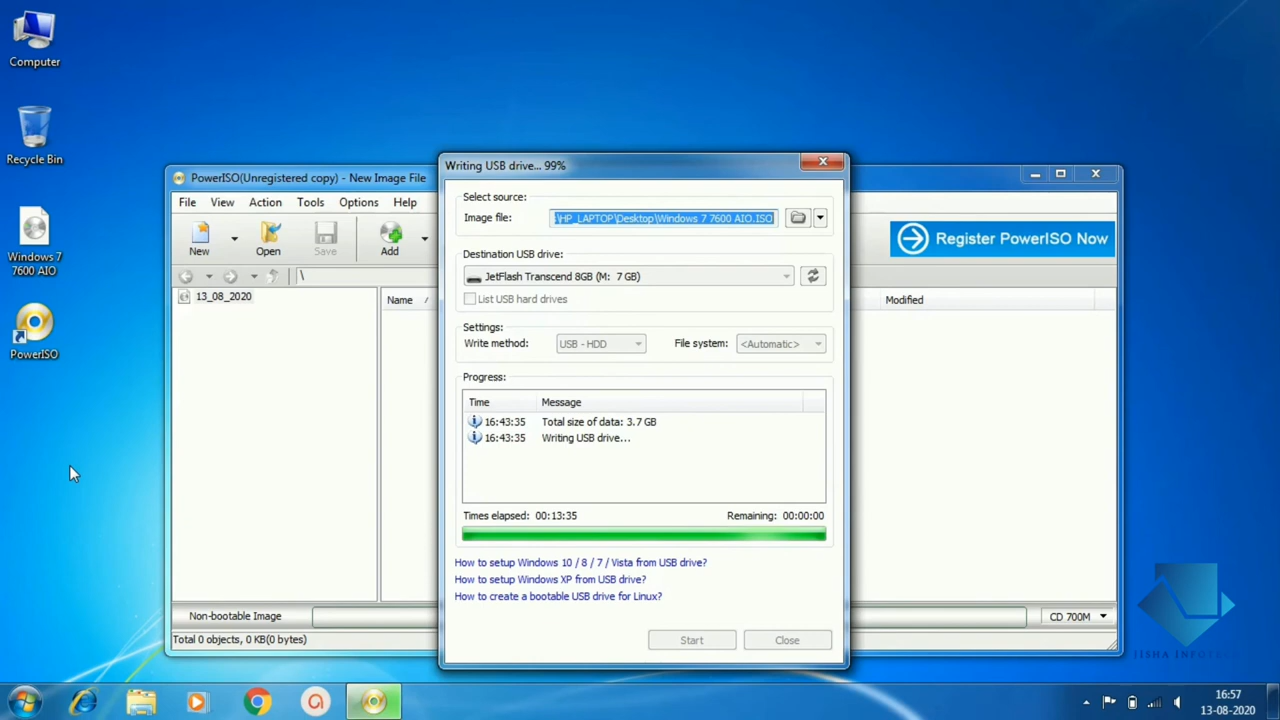 Computer
Recycle Bin
Windows 7
7600 AIO
PowerISO
PowerISO(Unregistered copy) - New Image File
File View Action Tools Options Help
New Open Save Add
Register PowerISO Now
\
13_08_2020
Name
Modified
Non-bootable Image
CD 700M
Total 0 objects, 0 KB(0 bytes)
Writing USB drive... 99%
Select source:
Image file: :\HP_LAPTOP\Desktop\Windows 7 7600 AIO.ISO
Destination USB drive:
JetFlash Transcend 8GB (M: 7 GB)
List USB hard drives
Settings:
Write method: USB - HDD File system: <Automatic>
Progress:
Time Message
16:43:35 Total size of data: 3.7 GB
16:43:35 Writing USB drive...
Times elapsed: 00:13:35 Remaining: 00:00:00
How to setup Windows 10 / 8 / 7 / Vista from USB drive?
How to setup Windows XP from USB drive?
How to create a bootable USB drive for Linux?
Start Close
16:57
13-08-2020